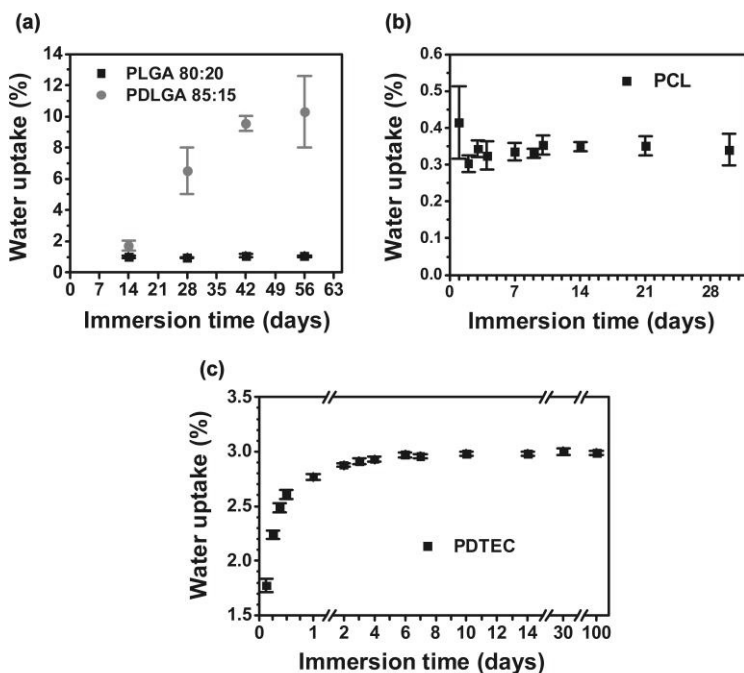 (a)
14
12
10
8
6
4
2
0
Water uptake (%)
PLGA 80:20
PDLGA 85:15
0 7 14 21 28 35 42 49 56 63
Immersion time (days)
(b)
0.6
0.5
0.4
0.3
0.2
0.1
0.0
Water uptake (%)
PCL
7 14 21 28
Immersion time (days)
(c)
3.5
3.0
2.5
2.0
1.5
Water uptake (%)
PDTEC
0 1 2 4 6 8 10 12 14 30 100
Immersion time (days)